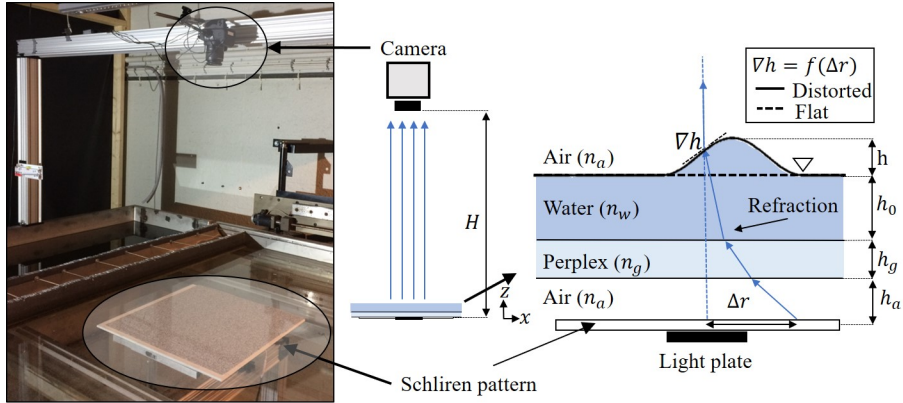 Camera
H
z
x
Schliren pattern
∇h = f(Δr)
Distorted
Flat
∇h
Air (n_a)
h
Water (n_w)
Refraction
h_0
Perplex (n_g)
h_g
Air (n_a)
Δr
h_a
Light plate